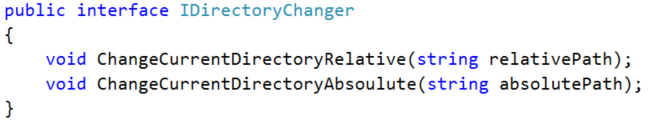 public interface IDirectoryChanger
{
    void ChangeCurrentDirectoryRelative(string relativePath);
    void ChangeCurrentDirectoryAbsoulute(string absolutePath);
}